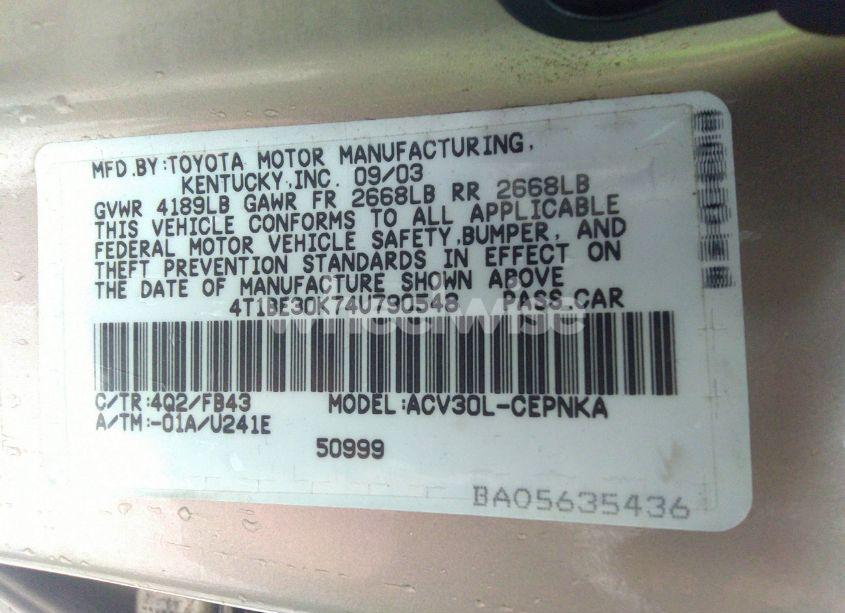 MFD.BY:TOYOTA MOTOR MANUFACTURING,
KENTUCKY,INC. 09/03
GVWR 4189LB GAWR FR 2668LB RR 2668LB
THIS VEHICLE CONFORMS TO ALL APPLICABLE
FEDERAL MOTOR VEHICLE SAFETY,BUMPER, AND
THEFT PREVENTION STANDARDS IN EFFECT ON
THE DATE OF MANUFACTURE SHOWN ABOVE
4T1BE30K74U790548 PASS.CAR
wheelwise
C/TR:4Q2/FB43 MODEL:ACV30L-CEPNKA
A/TM:-01A/U241E
50999
BA05635436